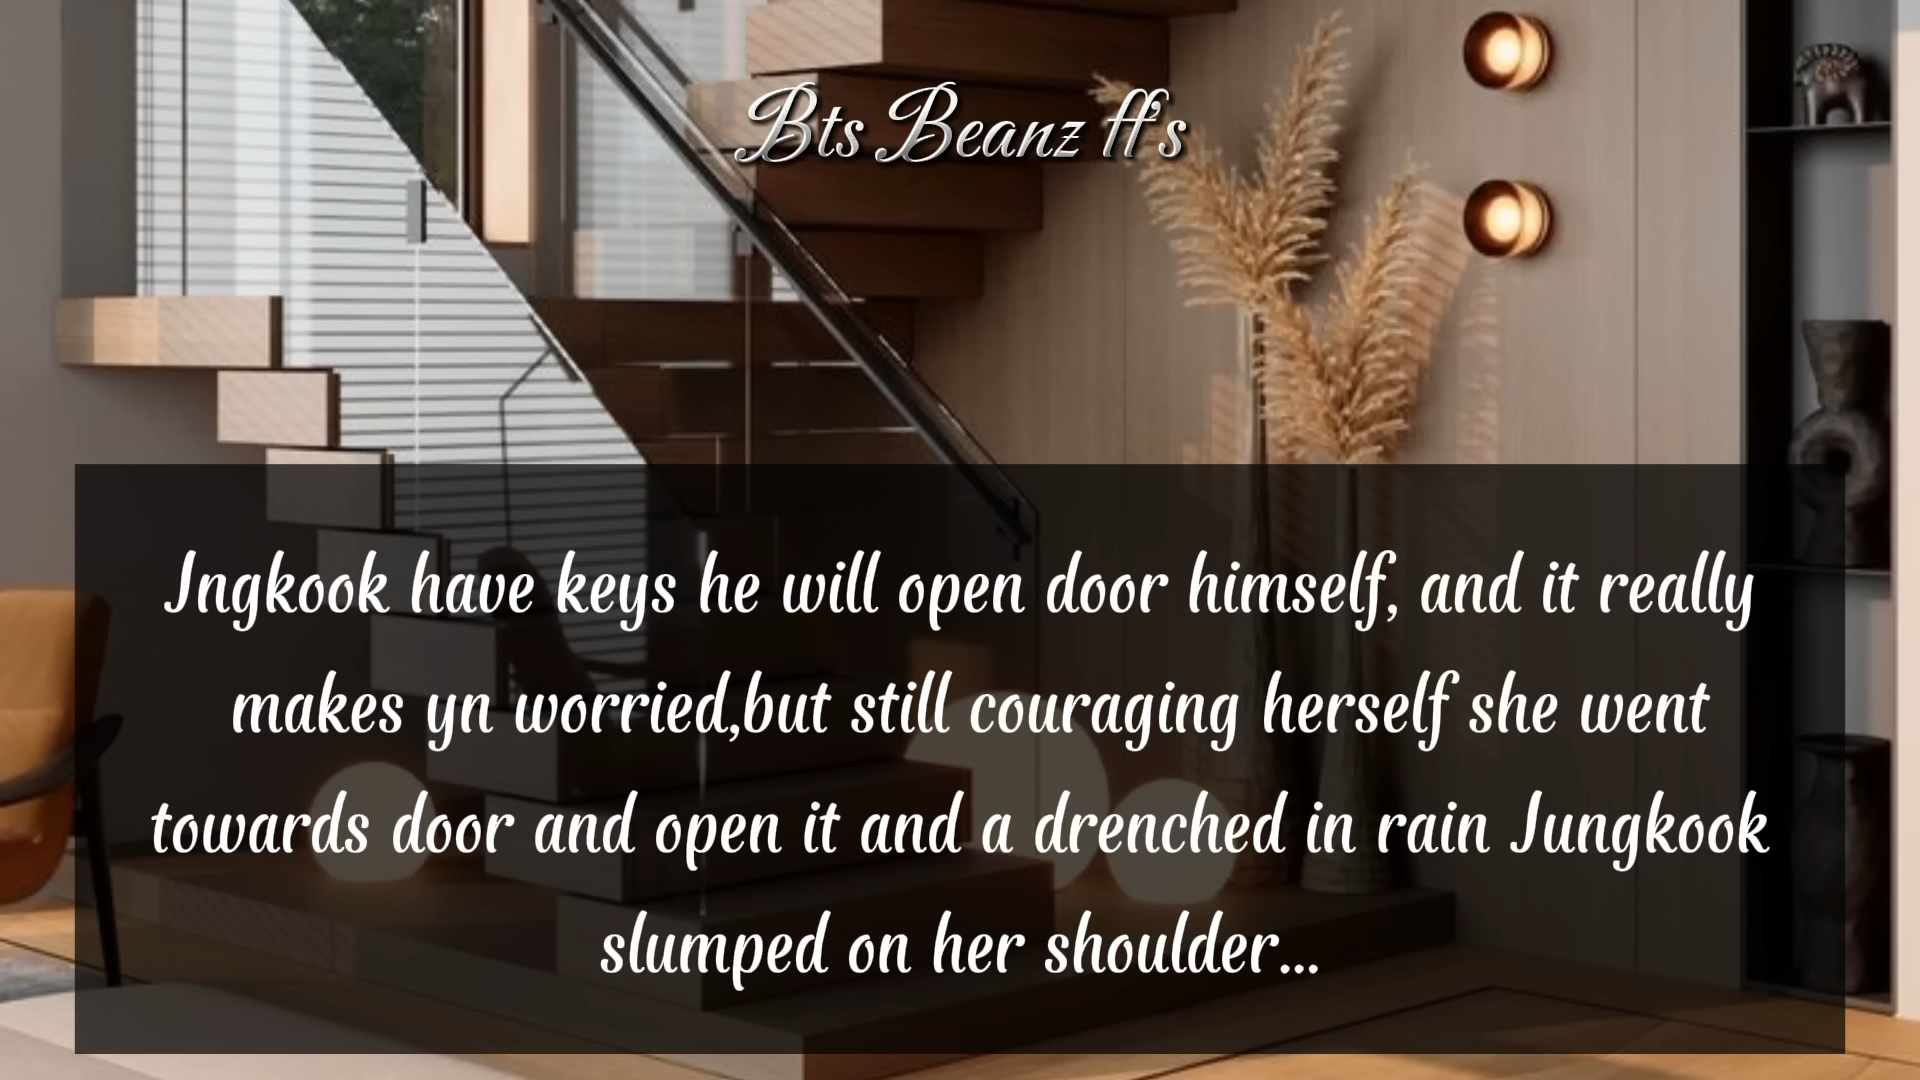 Bts Beanz ff's
Jngkook have keys he will open door himself, and it really
makes yn worried,but still couraging herself she went
towards door and open it and a drenched in rain Jungkook
slumped on her shoulder...